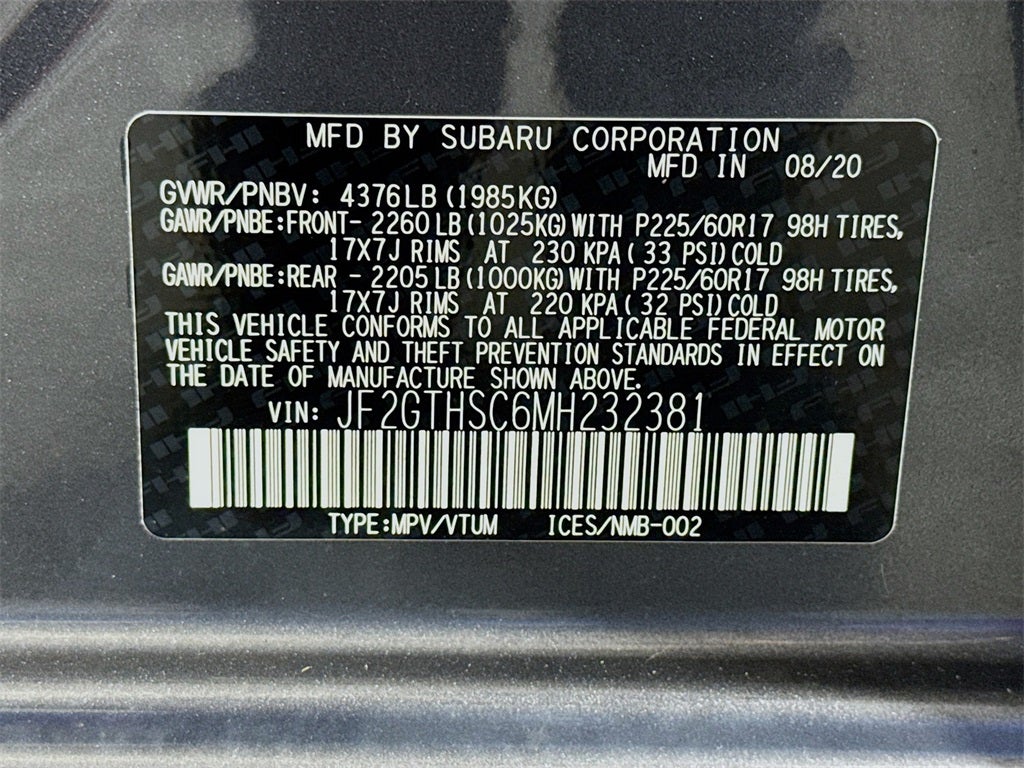 MFD BY SUBARU CORPORATION
MFD IN 08/20
GVWR/PNBV: 4376LB (1985KG)
GAWR/PNBE:FRONT- 2260LB (1025KG) WITH P225/60R17 98H TIRES,
17X7J RIMS AT 230 KPA( 33 PSI) COLD
GAWR/PNBE:REAR - 2205LB (1000KG) WITH P225/60R17 98H TIRES,
17X7J RIMS AT 220 KPA( 32 PSI) COLD
THIS VEHICLE CONFORMS TO ALL APPLICABLE FEDERAL MOTOR
VEHICLE SAFETY AND THEFT PREVENTION STANDARDS IN EFFECT ON
THE DATE OF MANUFACTURE SHOWN ABOVE.
VIN: JF2GTHSC6MH232381
TYPE:MPV/VTUM ICES/NMB-002